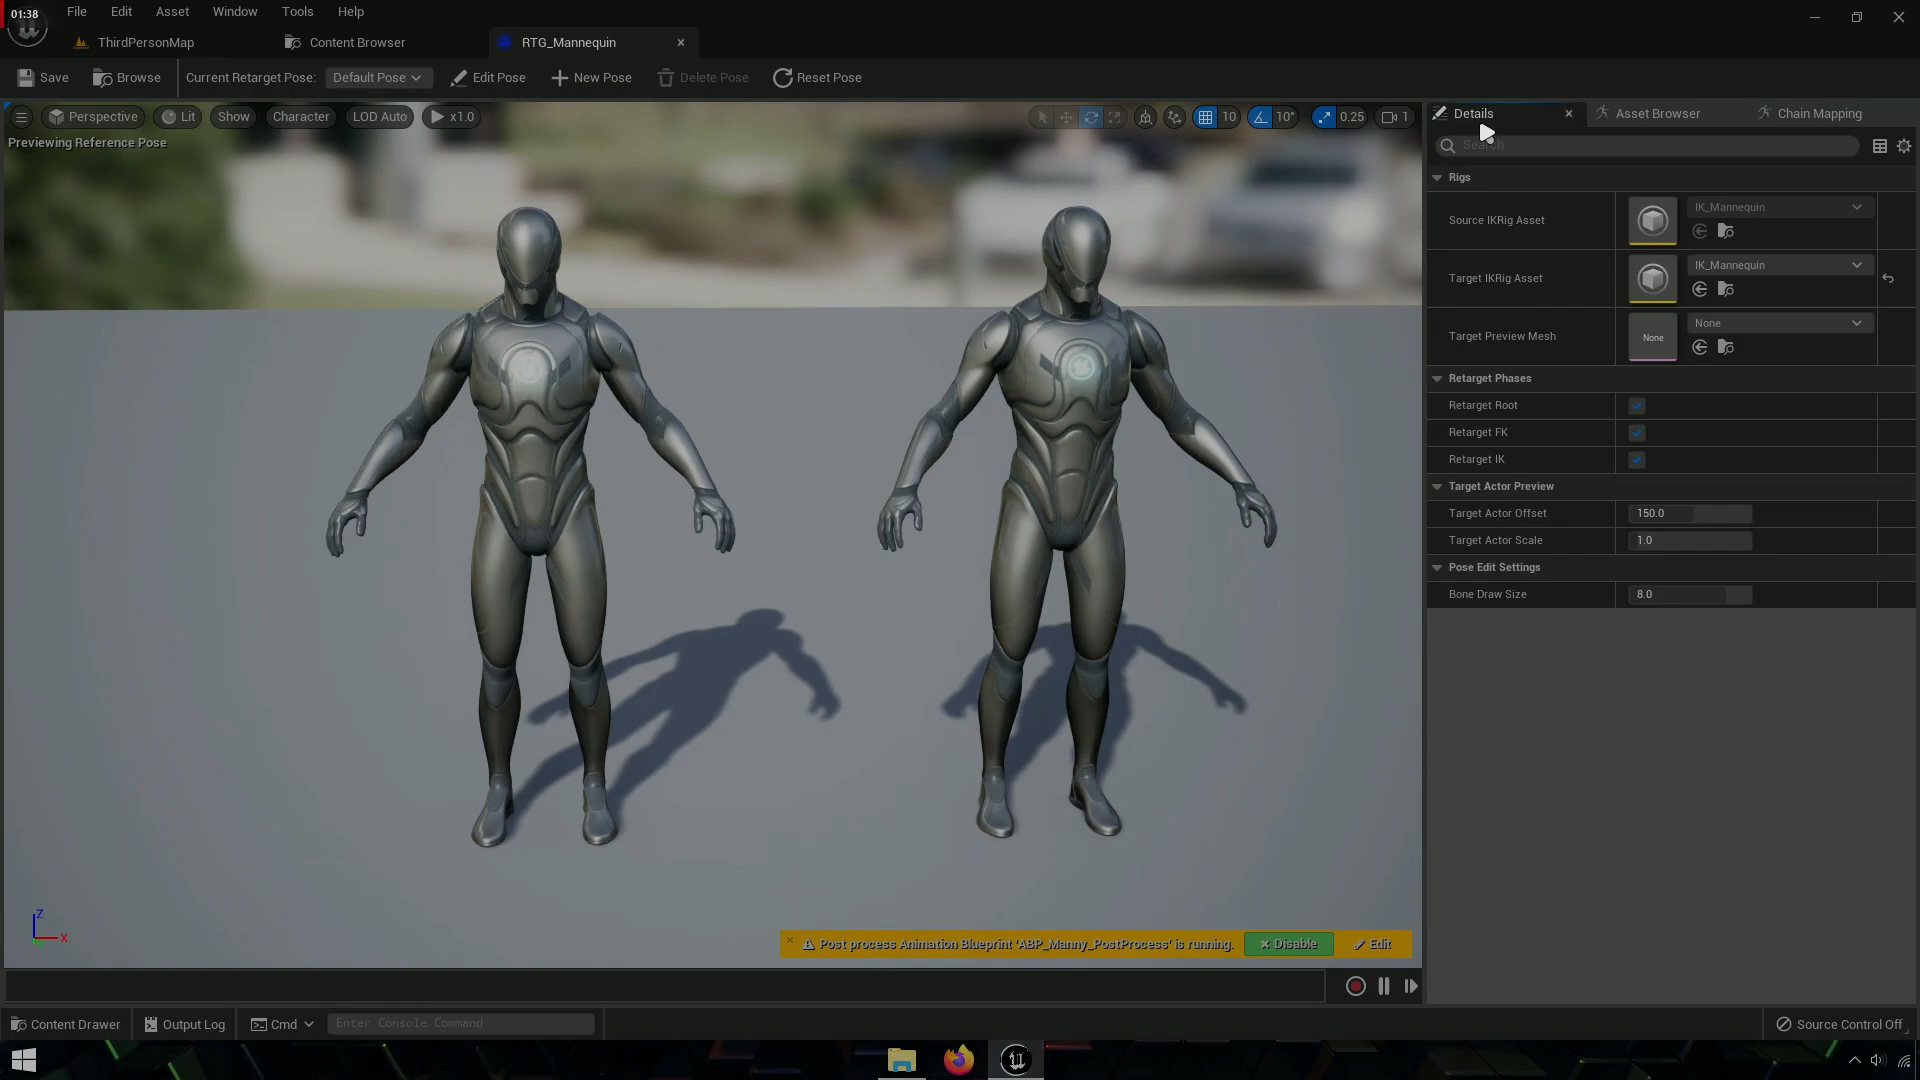 01:38
File Edit Asset Window Tools Help
ThirdPersonMap Content Browser RTG_Mannequin
Save Browse Current Retarget Pose: Default Pose Edit Pose New Pose Delete Pose Reset Pose
Perspective Lit Show Character LOD Auto x1.0 10 10° 0.25 1
Previewing Reference Pose
Details Asset Browser Chain Mapping
Search
Rigs
Source IKRig Asset IK_Mannequin
Target IKRig Asset IK_Mannequin
Target Preview Mesh None None
Retarget Phases
Retarget Root
Retarget FK
Retarget IK
Target Actor Preview
Target Actor Offset 150.0
Target Actor Scale 1.0
Pose Edit Settings
Bone Draw Size 8.0
Z
X
Post process Animation Blueprint 'ABP_Manny_PostProcess' is running. Disable Edit
Content Drawer Output Log Cmd Enter Console Command Source Control Off